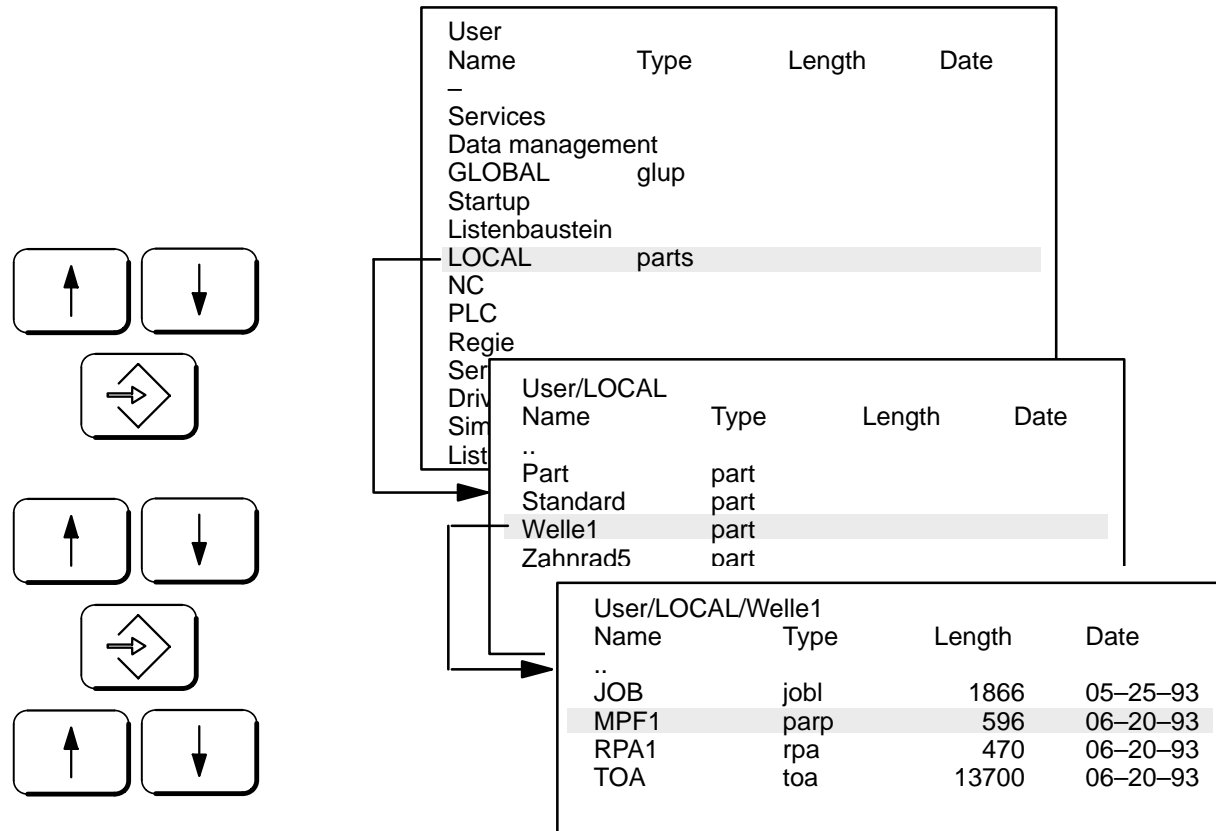 User
Name Type Length Date
–
Services
Data management
GLOBAL glup
Startup
Listenbaustein
LOCAL parts
NC
PLC
Regie
Ser
Driv
Sim
List
User/LOCAL
Name Type Length Date
..
Part part
Standard part
Welle1 part
Zahnrad5 part
User/LOCAL/Welle1
Name Type Length Date
..
JOB jobl 1866 05–25–93
MPF1 parp 596 06–20–93
RPA1 rpa 470 06–20–93
TOA toa 13700 06–20–93